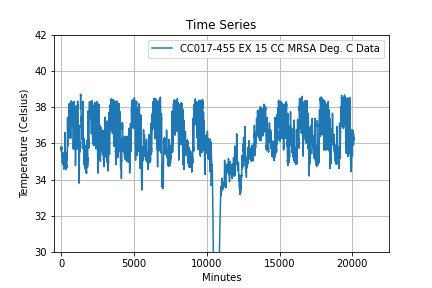 Time Series
CC017-455 EX 15 CC MRSA Deg. C Data
Temperature (Celsius)
42
40
38
36
34
32
30
0 5000 10000 15000 20000
Minutes